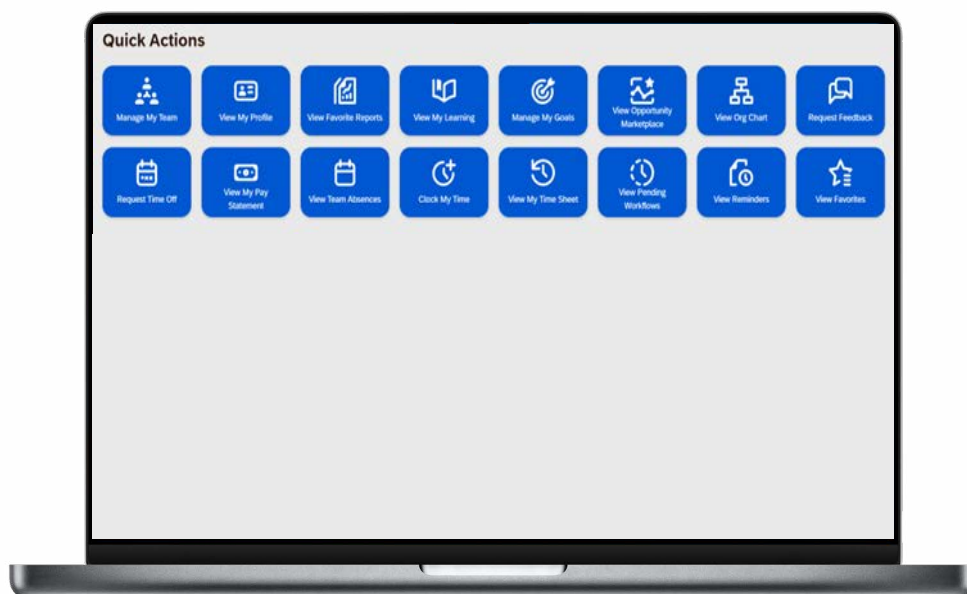 Quick Actions
Manage My Team
View My Profile
View Favorite Reports
View My Learning
Manage My Goals
View Opportunity
Marketplace
View Org Chart
Request Feedback
Request Time Off
View My Pay
Statement
View Team Absences
Clock My Time
View My Time Sheet
View Pending
Workflows
View Reminders
View Favorites